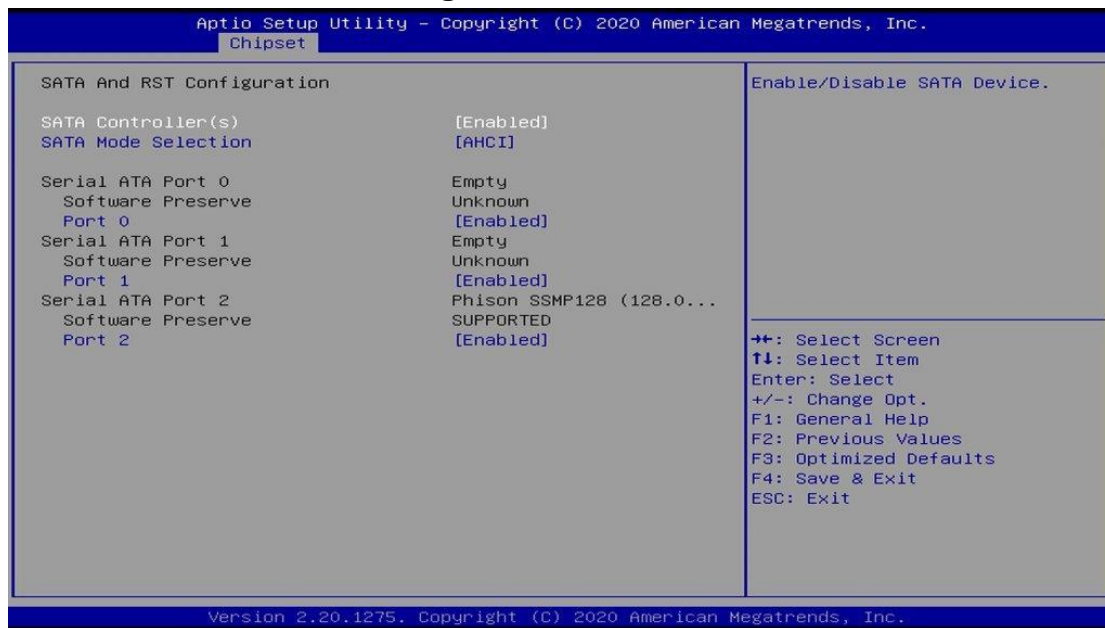 Aptio Setup Utility – Copyright (C) 2020 American Megatrends, Inc.
Chipset
SATA And RST Configuration
SATA Controller(s) [Enabled]
SATA Mode Selection [AHCI]
Serial ATA Port 0 Empty
Software Preserve Unknown
Port 0 [Enabled]
Serial ATA Port 1 Empty
Software Preserve Unknown
Port 1 [Enabled]
Serial ATA Port 2 Phison SSMP128 (128.0...
Software Preserve SUPPORTED
Port 2 [Enabled]
Enable/Disable SATA Device.
→←: Select Screen
↑↓: Select Item
Enter: Select
+/-: Change Opt.
F1: General Help
F2: Previous Values
F3: Optimized Defaults
F4: Save & Exit
ESC: Exit
Version 2.20.1275. Copyright (C) 2020 American Megatrends, Inc.